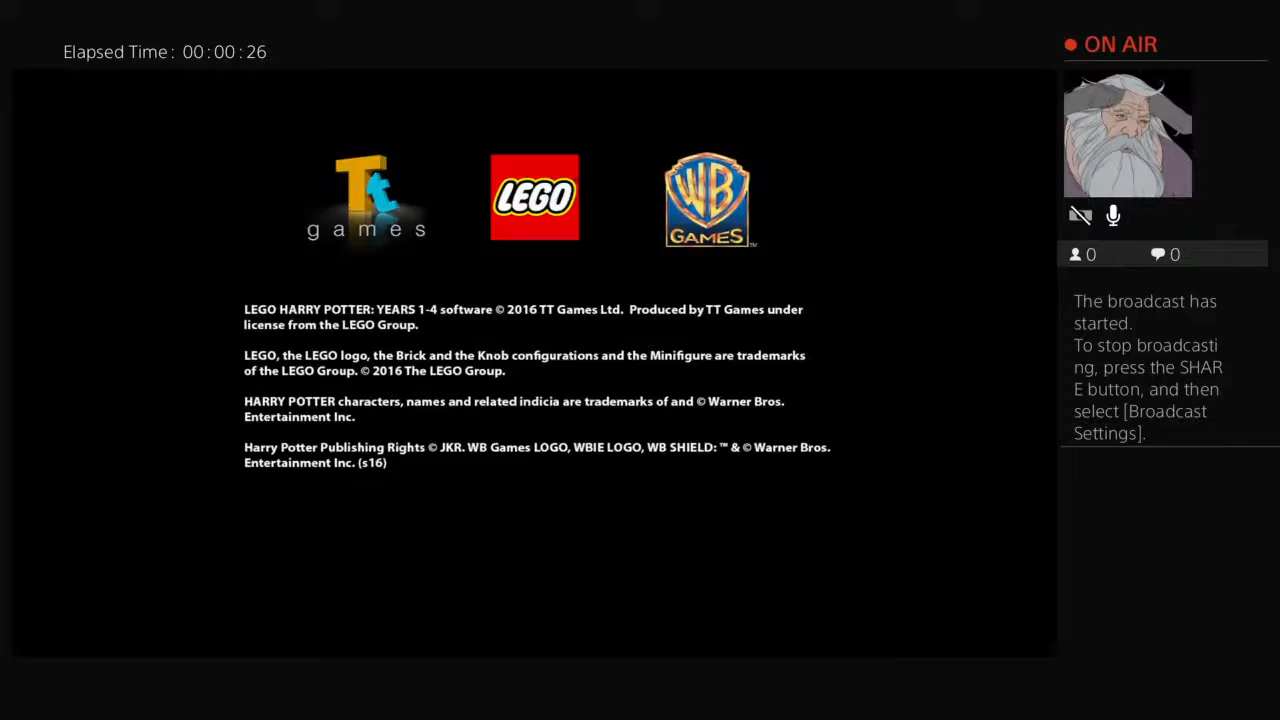 Elapsed Time: 00:00:26
ON AIR
Tt
games
LEGO
WB
GAMES™
0 0
LEGO HARRY POTTER: YEARS 1-4 software © 2016 TT Games Ltd. Produced by TT Games under
license from the LEGO Group.
LEGO, the LEGO logo, the Brick and the Knob configurations and the Minifigure are trademarks
of the LEGO Group. © 2016 The LEGO Group.
HARRY POTTER characters, names and related indicia are trademarks of and © Warner Bros.
Entertainment Inc.
Harry Potter Publishing Rights © JKR. WB Games LOGO, WBIE LOGO, WB SHIELD: ™ & © Warner Bros.
Entertainment Inc. (s16)
The broadcast has
started.
To stop broadcasti
ng, press the SHAR
E button, and then
select [Broadcast
Settings].